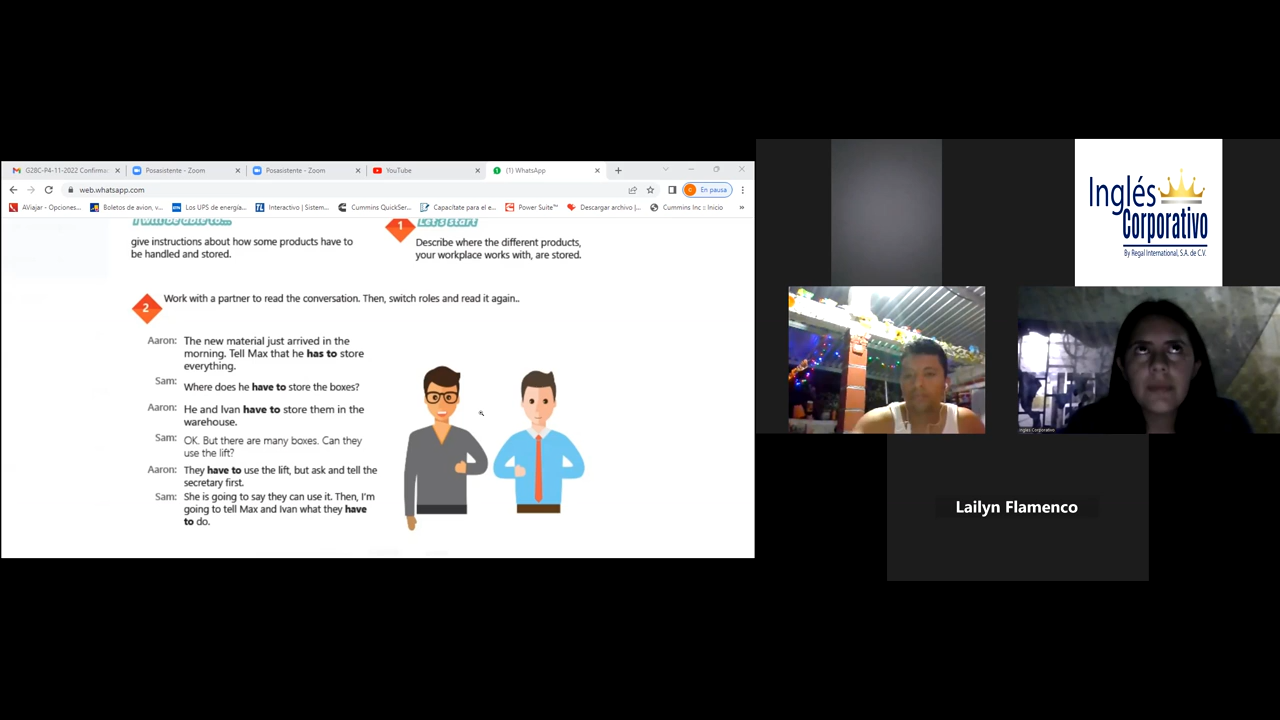 G28C-P4-11-2022 Confirma:
Posasistente - Zoom
Posasistente - Zoom
YouTube
(1) WhatsApp
web.whatsapp.com
En pausa
AViajar - Opciones...
Boletos de avion, v...
Los UPS de energía...
Interactivo | Sistem...
Cummins QuickSer...
Capacítate para el e...
Power Suite™
Descargar archivo |...
Cummins Inc : Inicio
I will be able to...
give instructions about how some products have to
be handled and stored.
1
Let's start
Describe where the different products,
your workplace works with, are stored.
2
Work with a partner to read the conversation. Then, switch roles and read it again..
Aaron: The new material just arrived in the
morning. Tell Max that he has to store
everything.
Sam: Where does he have to store the boxes?
Aaron: He and Ivan have to store them in the
warehouse.
Sam: OK. But there are many boxes. Can they
use the lift?
Aaron: They have to use the lift, but ask and tell the
secretary first.
Sam: She is going to say they can use it. Then, I'm
going to tell Max and Ivan what they have
to do.
Inglés
Corporativo
By Regal International, S.A. de C.V.
Inglés Corporativo
Lailyn Flamenco